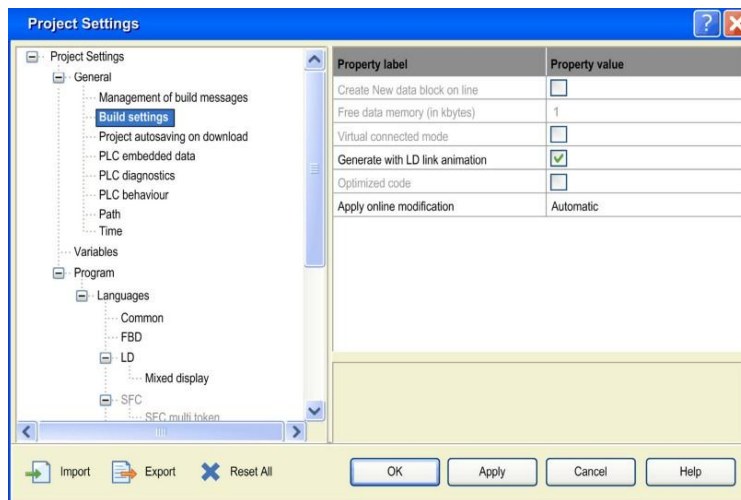 Project Settings
Project Settings
General
Management of build messages
Build settings
Project autosaving on download
PLC embedded data
PLC diagnostics
PLC behaviour
Path
Time
Variables
Program
Languages
Common
FBD
LD
Mixed display
SFC
SFC multi token
Property label Property value
Create New data block on line
Free data memory (in kbytes) 1
Virtual connected mode
Generate with LD link animation
Optimized code
Apply online modification Automatic
Import Export Reset All OK Apply Cancel Help